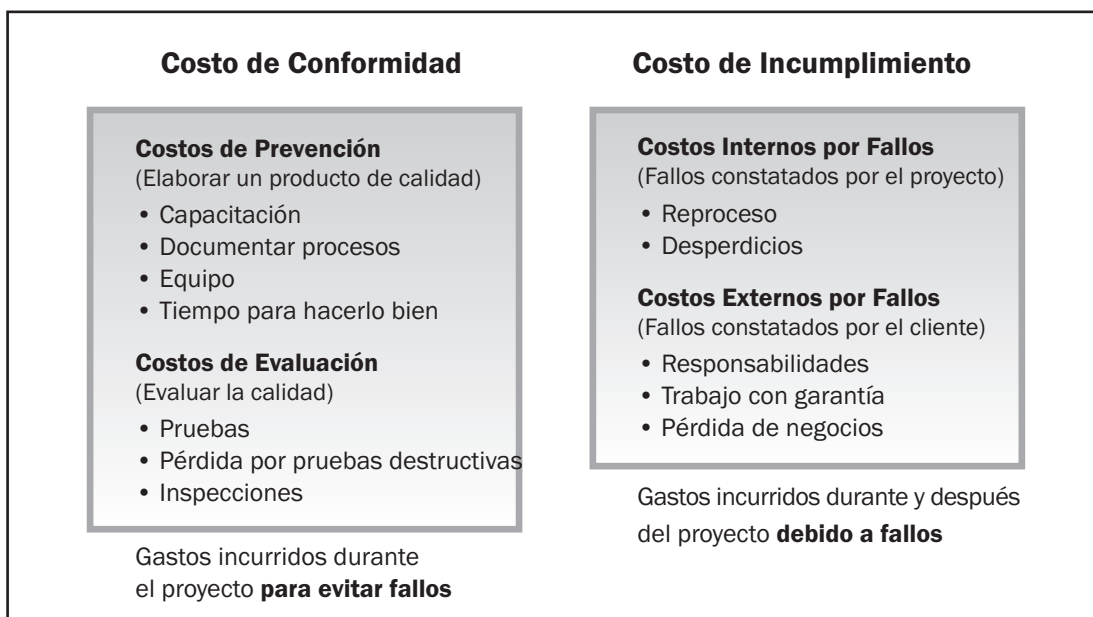 Costo de Conformidad
Costos de Prevención
(Elaborar un producto de calidad)
• Capacitación
• Documentar procesos
• Equipo
• Tiempo para hacerlo bien
Costos de Evaluación
(Evaluar la calidad)
• Pruebas
• Pérdida por pruebas destructivas
• Inspecciones
Gastos incurridos durante
el proyecto para evitar fallos
Costo de Incumplimiento
Costos Internos por Fallos
(Fallos constatados por el proyecto)
• Reproceso
• Desperdicios
Costos Externos por Fallos
(Fallos constatados por el cliente)
• Responsabilidades
• Trabajo con garantía
• Pérdida de negocios
Gastos incurridos durante y después
del proyecto debido a fallos